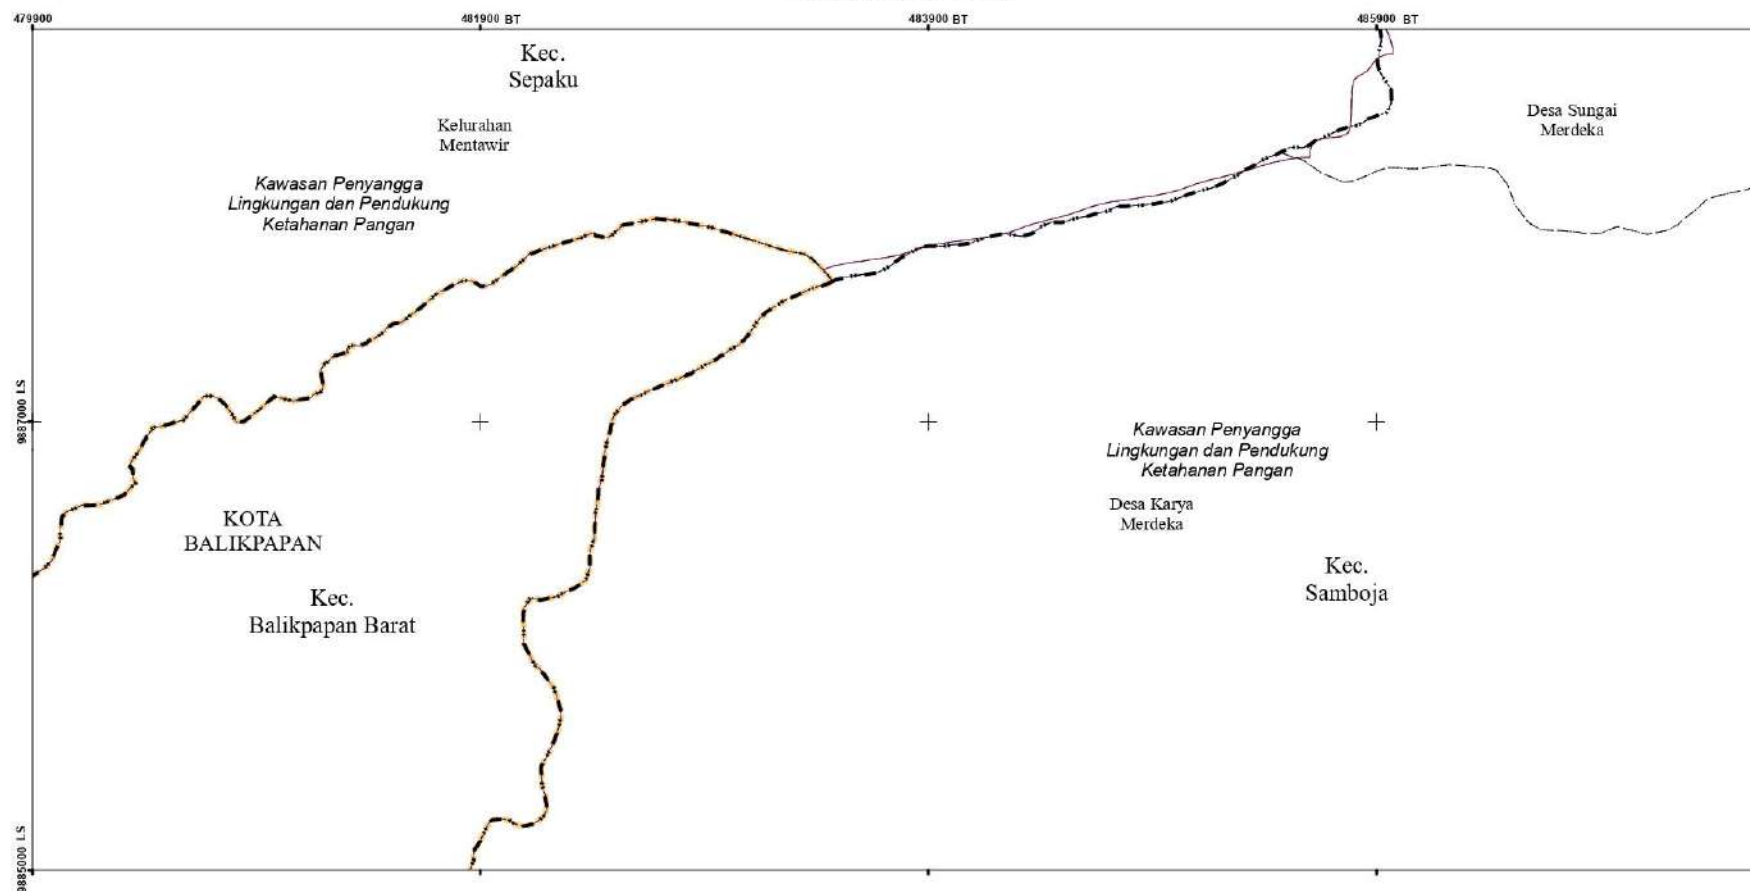 479900
481900 BT
483900 BT
485900 BT
Kec.
Sepaku
Kelurahan
Mentawir
Desa Sungai
Merdeka
Kawasan Penyangga
Lingkungan dan Pendukung
Ketahanan Pangan
9887000 LS
Kawasan Penyangga
Lingkungan dan Pendukung
Ketahanan Pangan
Desa Karya
Merdeka
KOTA
BALIKPAPAN
Kec.
Samboja
Kec.
Balikpapan Barat
9885000 LS